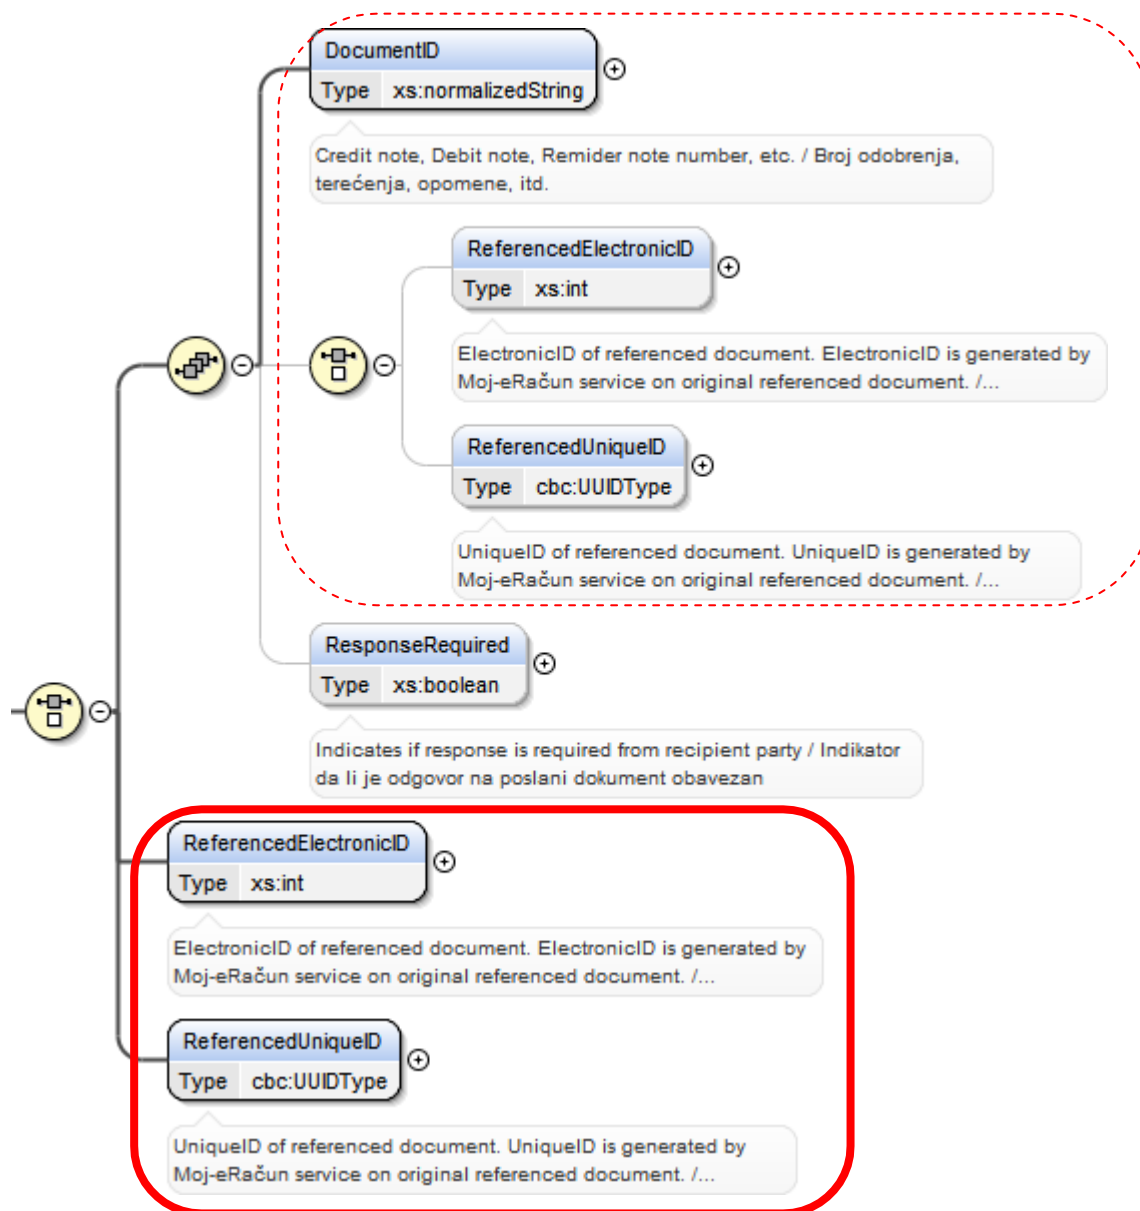 DocumentID
Type xs:normalizedString
Credit note, Debit note, Remider note number, etc. / Broj odobrenja,
terećenja, opomene, itd.
ReferencedElectronicID
Type xs:int
ElectronicID of referenced document. ElectronicID is generated by
Moj-eRačun service on original referenced document. /...
ReferencedUniqueID
Type cbc:UUIDType
UniqueID of referenced document. UniqueID is generated by
Moj-eRačun service on original referenced document. /...
ResponseRequired
Type xs:boolean
Indicates if response is required from recipient party / Indikator
da li je odgovor na poslani dokument obavezan
ReferencedElectronicID
Type xs:int
ElectronicID of referenced document. ElectronicID is generated by
Moj-eRačun service on original referenced document. /...
ReferencedUniqueID
Type cbc:UUIDType
UniqueID of referenced document. UniqueID is generated by
Moj-eRačun service on original referenced document. /...